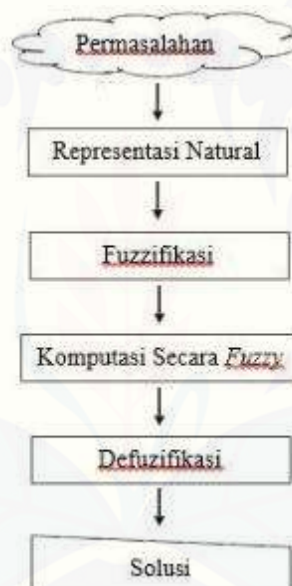 Permasalahan
Representasi Natural
Fuzzifikasi
Komputasi Secara Fuzzy
Defuzifikasi
Solusi